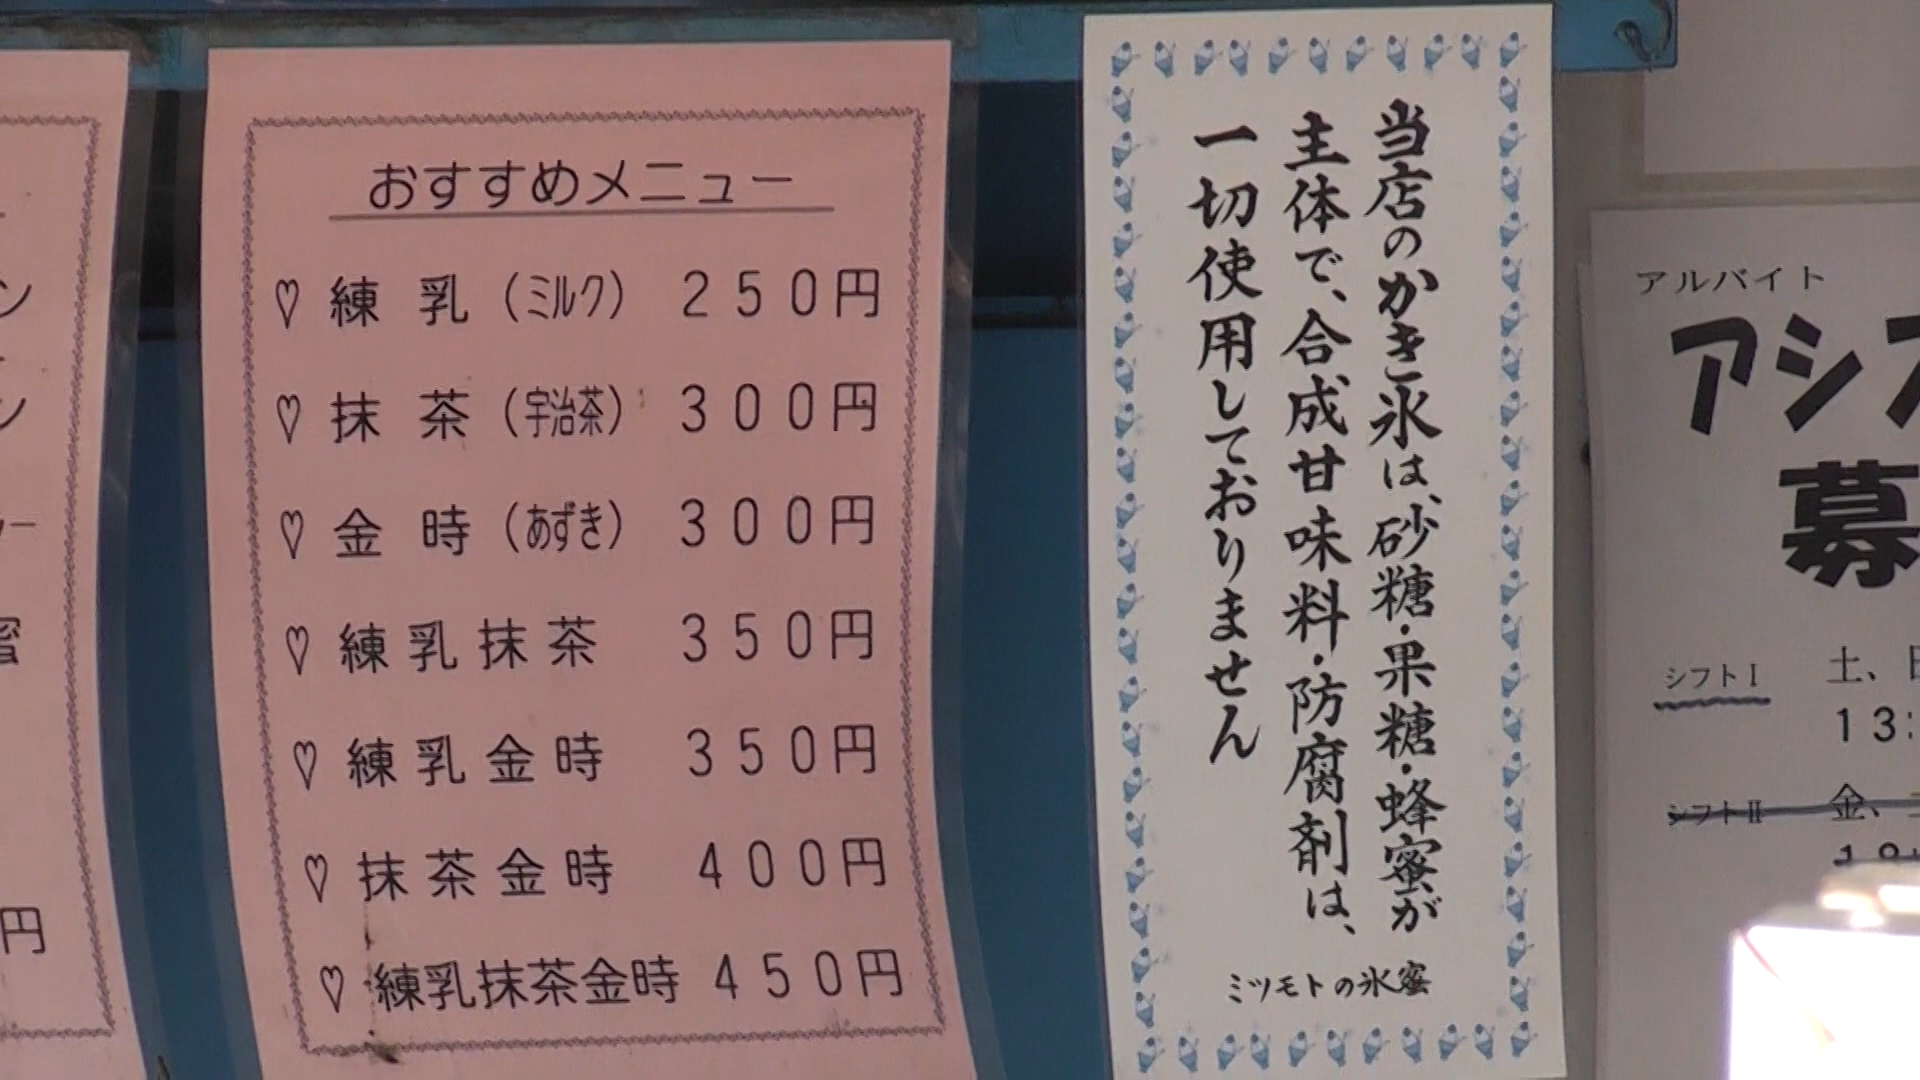 おすすめメニュー
♡ 練乳(ミルク) 250円
♡ 抹茶(宇治茶) 300円
♡ 金時(あずき) 300円
♡ 練乳抹茶 350円
♡ 練乳金時 350円
♡ 抹茶金時 400円
♡ 練乳抹茶金時 450円
当店のかき氷は、砂糖・果糖・蜂蜜が
主体で、合成甘味料・防腐剤は、
一切使用しておりません
ミツモトの氷蜜
アルバイト
アシス
募
シフトⅠ 土、日
13:
シフトⅡ 金、
円